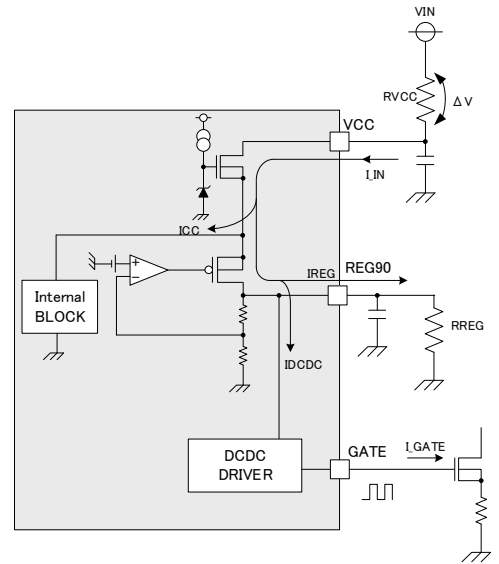 VIN
RVCC
ΔV
VCC
I_IN
ICC
IREG
REG90
Internal
BLOCK
RREG
IDCDC
DCDC
DRIVER
GATE
I_GATE